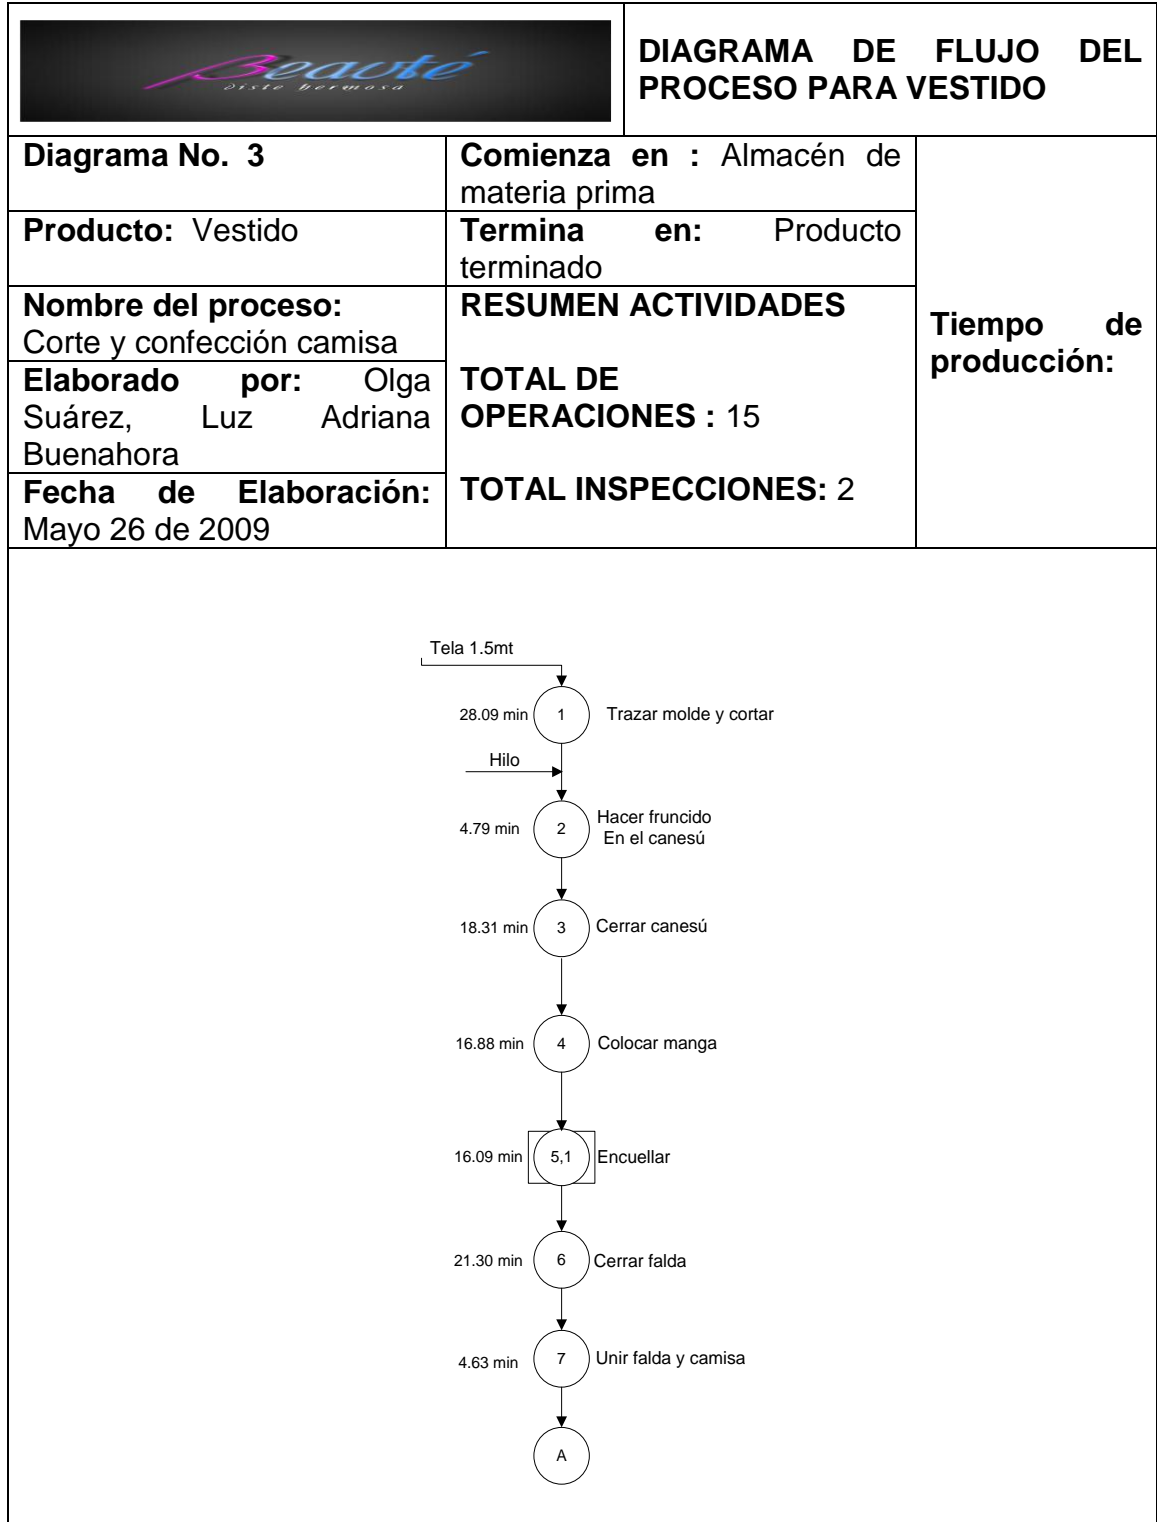 Beauté
Viste hermosa
DIAGRAMA DE FLUJO DEL
PROCESO PARA VESTIDO
Diagrama No. 3
Comienza en : Almacén de
materia prima
Producto: Vestido
Termina en: Producto
terminado
Nombre del proceso:
Corte y confección camisa
Elaborado por: Olga
Suárez, Luz Adriana
Buenahora
Fecha de Elaboración:
Mayo 26 de 2009
RESUMEN ACTIVIDADES
TOTAL DE
OPERACIONES : 15
TOTAL INSPECCIONES: 2
Tiempo de
producción:
Tela 1.5mt
28.09 min 1 Trazar molde y cortar
Hilo
4.79 min 2 Hacer fruncido
En el canesú
18.31 min 3 Cerrar canesú
16.88 min 4 Colocar manga
16.09 min 5,1 Encuellar
21.30 min 6 Cerrar falda
4.63 min 7 Unir falda y camisa
A